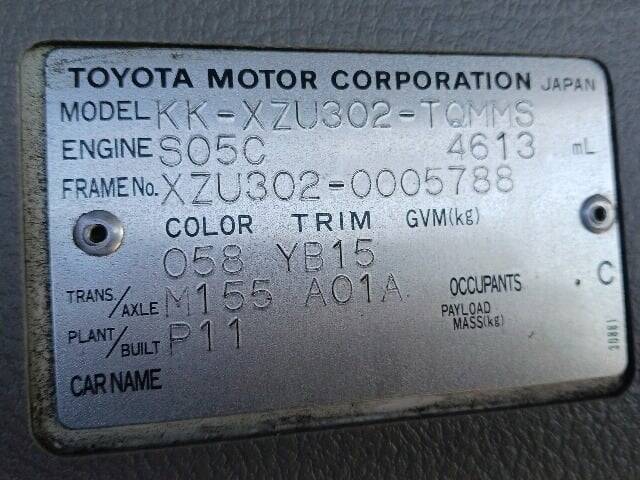 TOYOTA MOTOR CORPORATION JAPAN
MODEL KK-XZU302-TQMMS
ENGINE S05C 4613 mL
FRAME No. XZU302-0005788
COLOR TRIM GVM(kg)
058 YB15
TRANS/AXLE M155 A01A OCCUPANTS . C
PAYLOAD MASS(kg)
PLANT/BUILT P11
CAR NAME